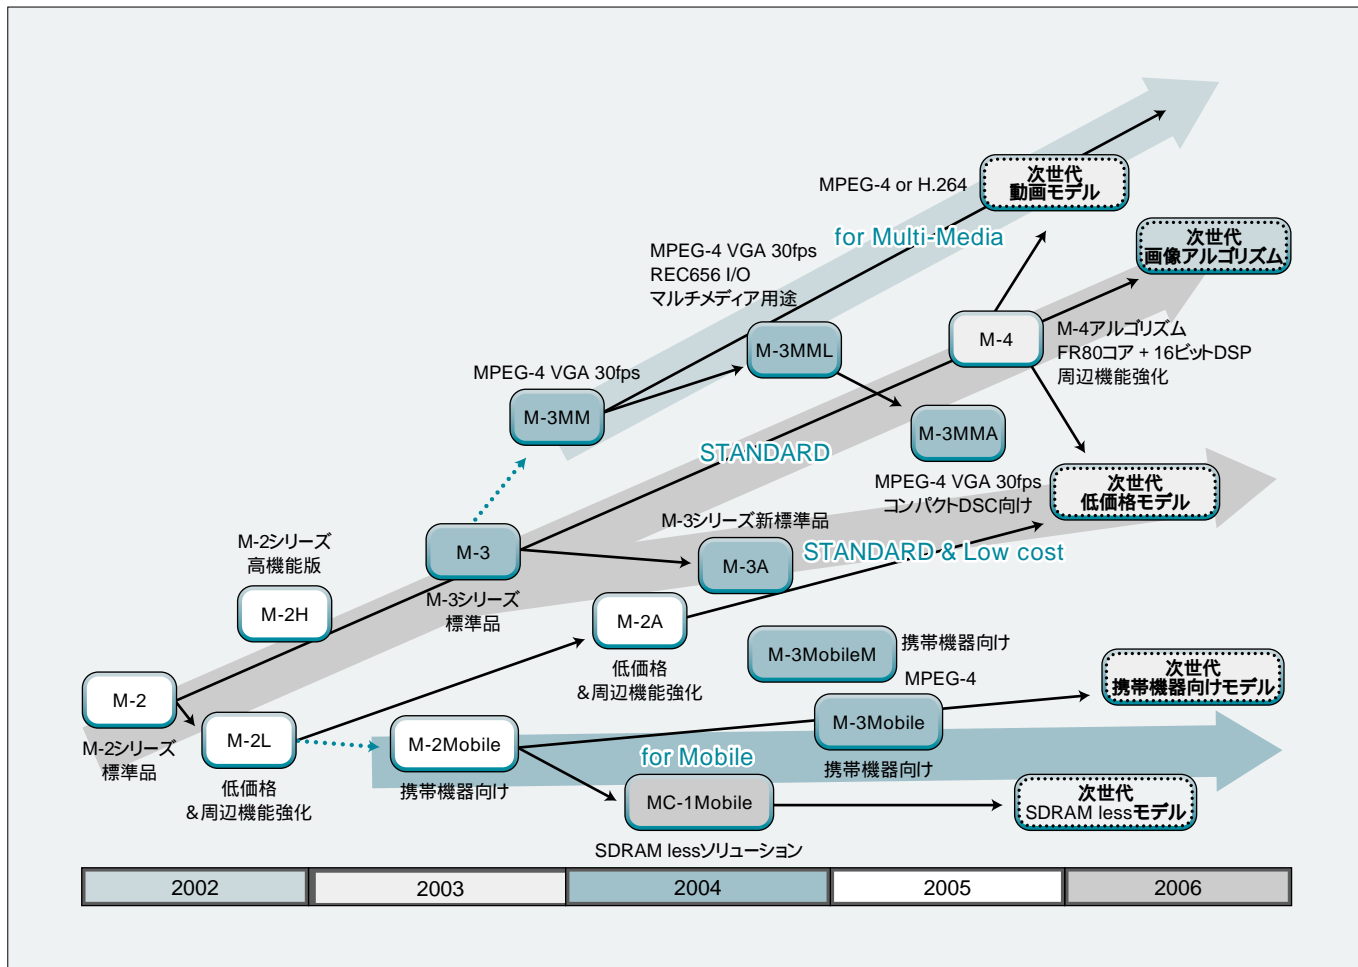 次世代
動画モデル
MPEG-4 or H.264
for Multi-Media
次世代
画像アルゴリズム
MPEG-4 VGA 30fps
REC656 I/O
マルチメディア用途
M-3MML
M-4
M-4アルゴリズム
FR80コア + 16ビットDSP
周辺機能強化
MPEG-4 VGA 30fps
M-3MM
M-3MMA
STANDARD
MPEG-4 VGA 30fps
コンパクトDSC向け
次世代
低価格モデル
M-3シリーズ新標準品
M-2シリーズ
高機能版
M-3
M-3A
STANDARD & Low cost
M-2H
M-3シリーズ
標準品
M-2A
低価格
&周辺機能強化
M-3MobileM
携帯機器向け
MPEG-4
次世代
携帯機器向けモデル
M-2
M-2シリーズ
標準品
M-2L
低価格
&周辺機能強化
M-2Mobile
携帯機器向け
for Mobile
M-3Mobile
携帯機器向け
MC-1Mobile
SDRAM lessソリューション
次世代
SDRAM lessモデル
2002
2003
2004
2005
2006